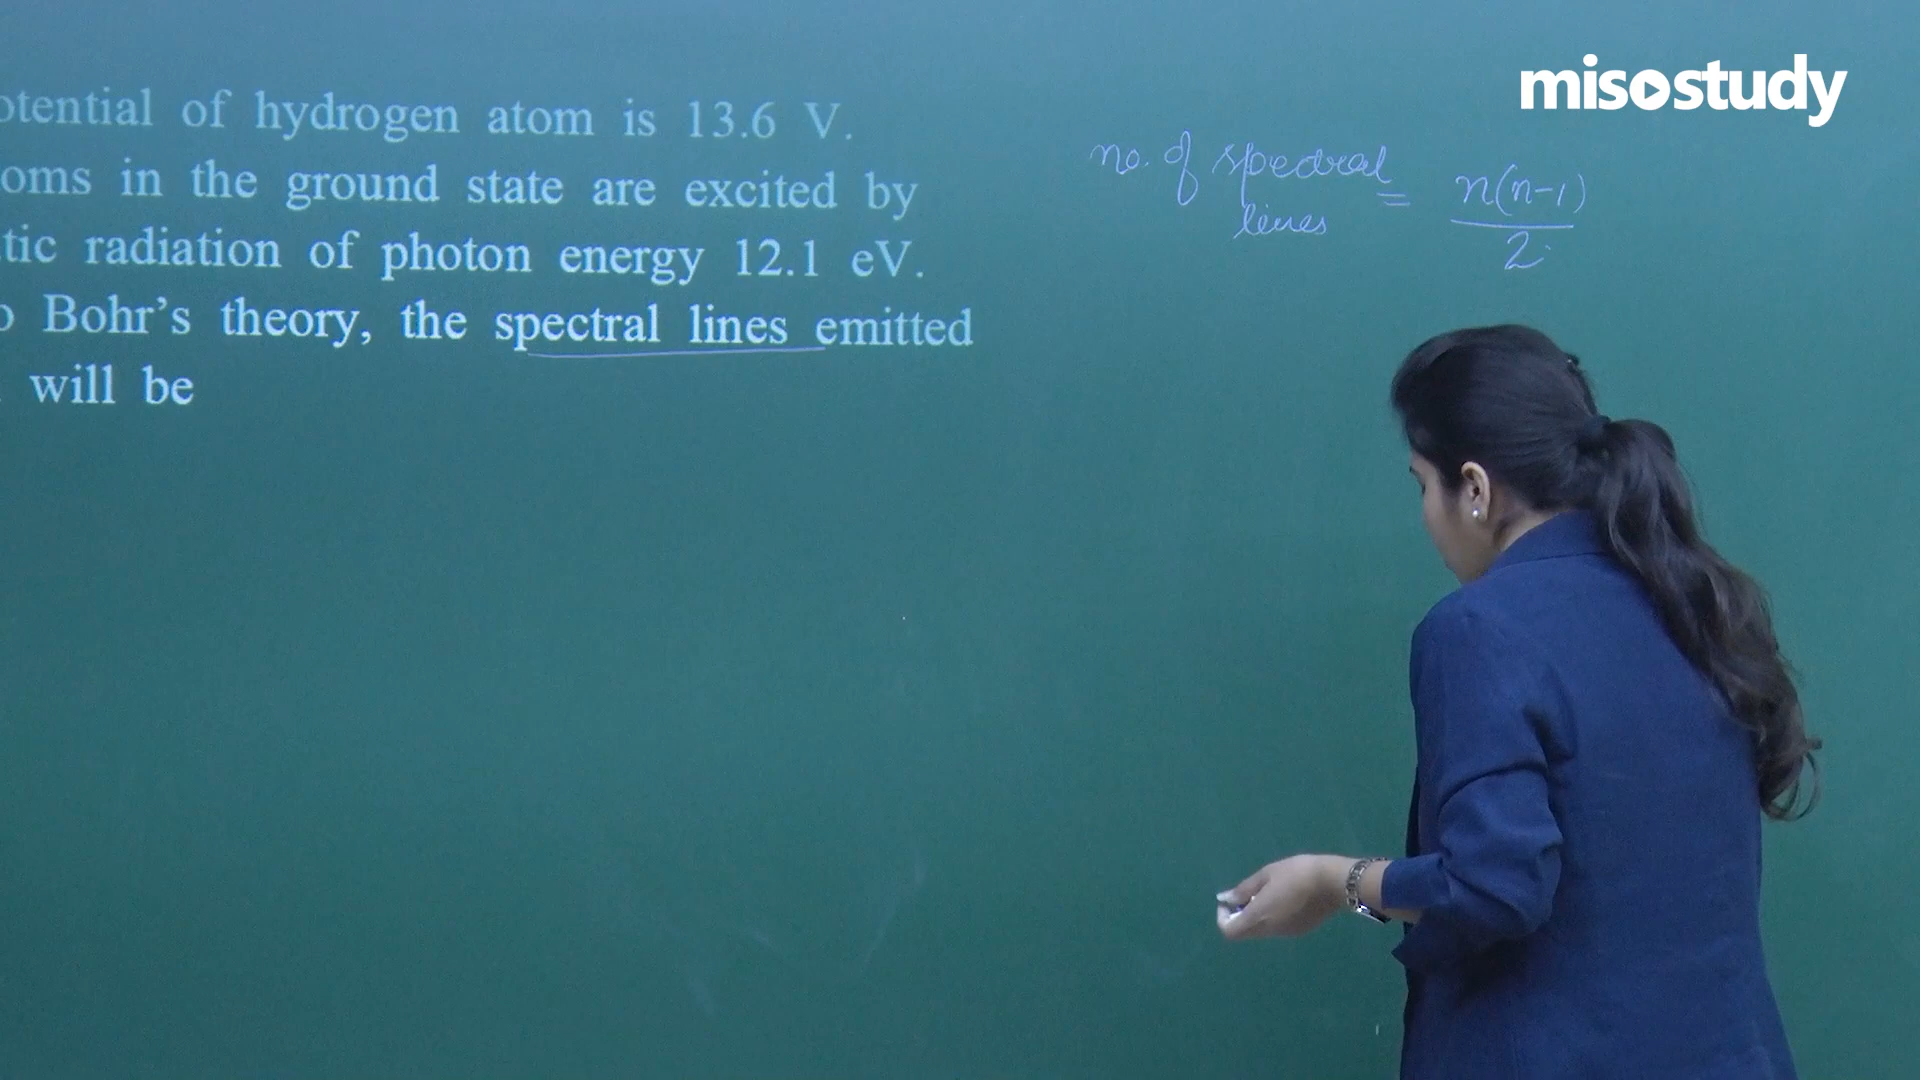 misostudy
otential of hydrogen atom is 13.6 V.
oms in the ground state are excited by
tic radiation of photon energy 12.1 eV.
o Bohr’s theory, the spectral lines emitted
will be
no. of spectral lines = n(n-1)/2